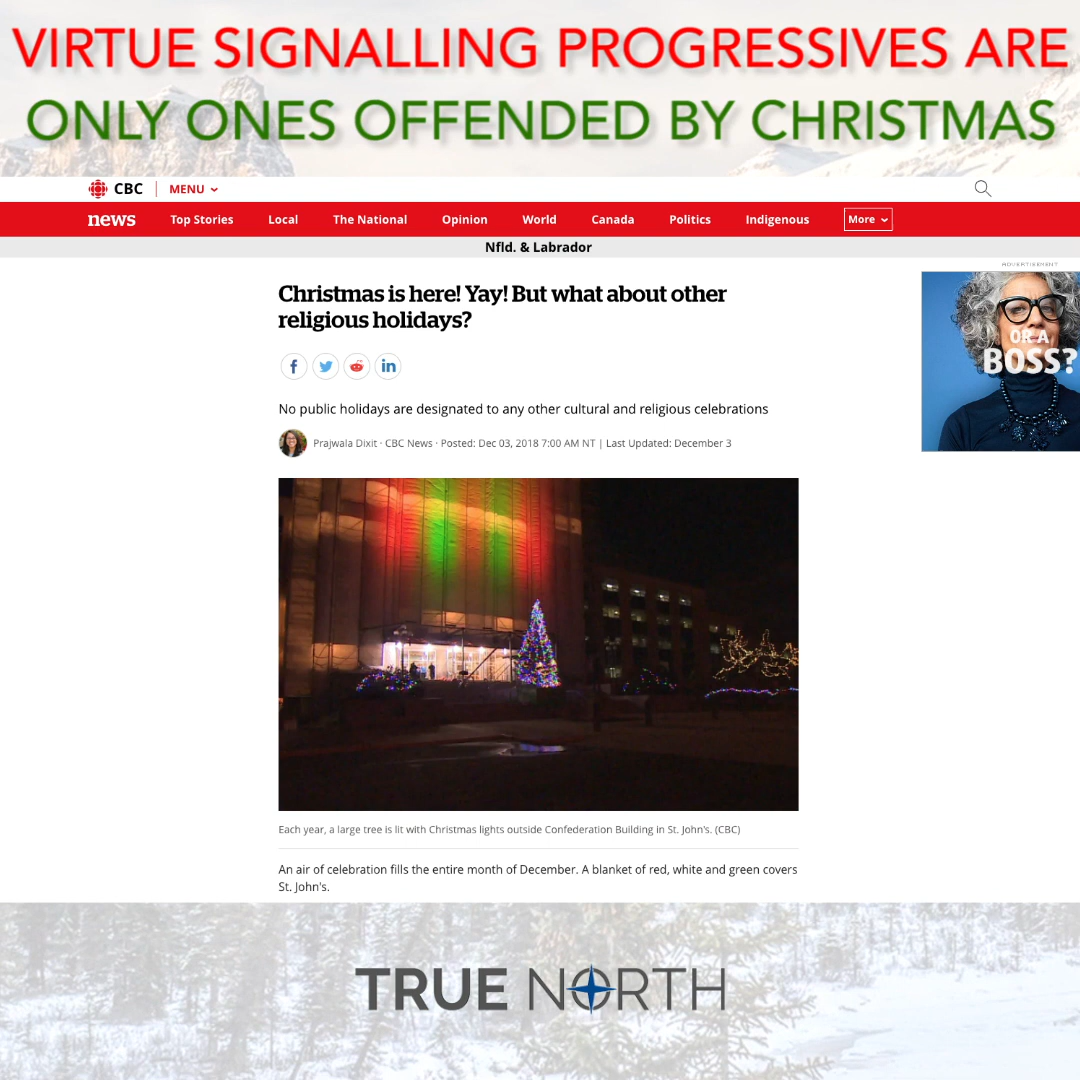 VIRTUE SIGNALLING PROGRESSIVES ARE
ONLY ONES OFFENDED BY CHRISTMAS
CBC MENU
news Top Stories Local The National Opinion World Canada Politics Indigenous More
Nfld. & Labrador
ADVERTISEMENT
Christmas is here! Yay! But what about other
religious holidays?
OR A
BOSS?
f in
No public holidays are designated to any other cultural and religious celebrations
Prajwala Dixit · CBC News · Posted: Dec 03, 2018 7:00 AM NT | Last Updated: December 3
Each year, a large tree is lit with Christmas lights outside Confederation Building in St. John's. (CBC)
An air of celebration fills the entire month of December. A blanket of red, white and green covers
St. John's.
TRUE NORTH